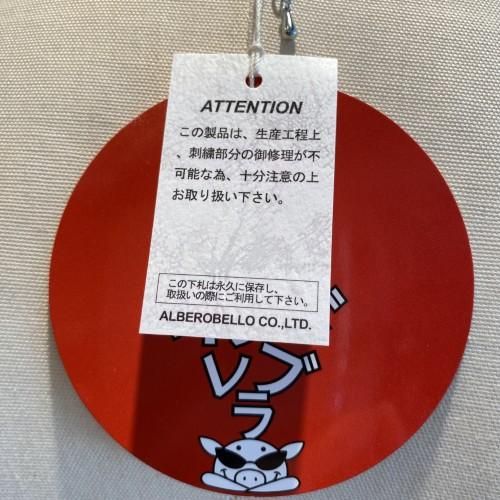 ATTENTION
この製品は、生産工程上
、刺繍部分の御修理が不
可能な為、十分注意の上
お取り扱い下さい。
この下札は永久に保存し、
取扱いの際にご利用して下さい。
ALBEROBELLO CO.,LTD.
ブ
レ
ラ